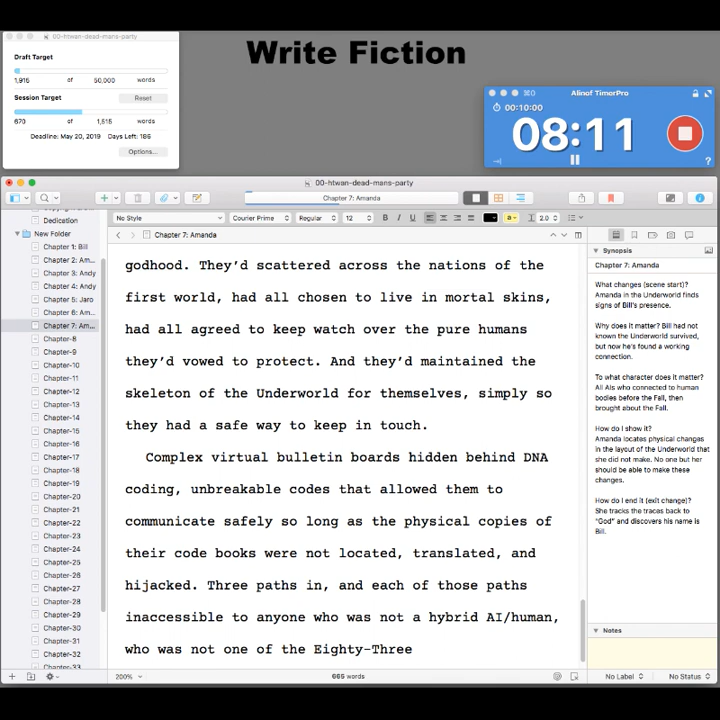 00-htwan-dead-mans-party
Draft Target
1,915 of 50,000 words
Session Target
Reset
670 of 1,515 words
Deadline: May 20, 2019 Days Left: 186
Options...
Write Fiction
⌘0 Alinof TimerPro
00:10:00
08:11
?
00-htwan-dead-mans-party
Chapter 7: Amanda
No Style
Courier Prime
Regular
12
B I U
a
2.0
Dedication
New Folder
Chapter 1: Bill
Chapter 2: Am...
Chapter 3: Andy
Chapter 4: Andy
Chapter 5: Jaro
Chapter 6: Am...
Chapter 7: Am...
Chapter-8
Chapter-9
Chapter-10
Chapter-11
Chapter-12
Chapter-13
Chapter-14
Chapter-15
Chapter-16
Chapter-17
Chapter-18
Chapter-19
Chapter-20
Chapter-21
Chapter-22
Chapter-23
Chapter-24
Chapter-25
Chapter-26
Chapter-27
Chapter-28
Chapter-29
Chapter-30
Chapter-31
Chapter-32
Chapter-33
Chapter 7: Amanda
godhood. They’d scattered across the nations of the
first world, had all chosen to live in mortal skins,
had all agreed to keep watch over the pure humans
they’d vowed to protect. And they’d maintained the
skeleton of the Underworld for themselves, simply so
they had a safe way to keep in touch.
Complex virtual bulletin boards hidden behind DNA
coding, unbreakable codes that allowed them to
communicate safely so long as the physical copies of
their code books were not located, translated, and
hijacked. Three paths in, and each of those paths
inaccessible to anyone who was not a hybrid AI/human,
who was not one of the Eighty-Three
200%
665 words
Synopsis
Chapter 7: Amanda
What changes (scene start)?
Amanda in the Underworld finds
signs of Bill's presence.
Why does it matter? Bill had not
known the Underworld survived,
but now he's found a working
connection.
To what character does it matter?
All AIs who connected to human
bodies before the Fall, then
brought about the Fall.
How do I show it?
Amanda locates physical changes
in the layout of the Underworld that
she did not make. No one but her
should be able to make these
changes.
How do I end it (exit change)?
She tracks the traces back to
"God" and discovers his name is
Bill.
Notes
No Label
No Status